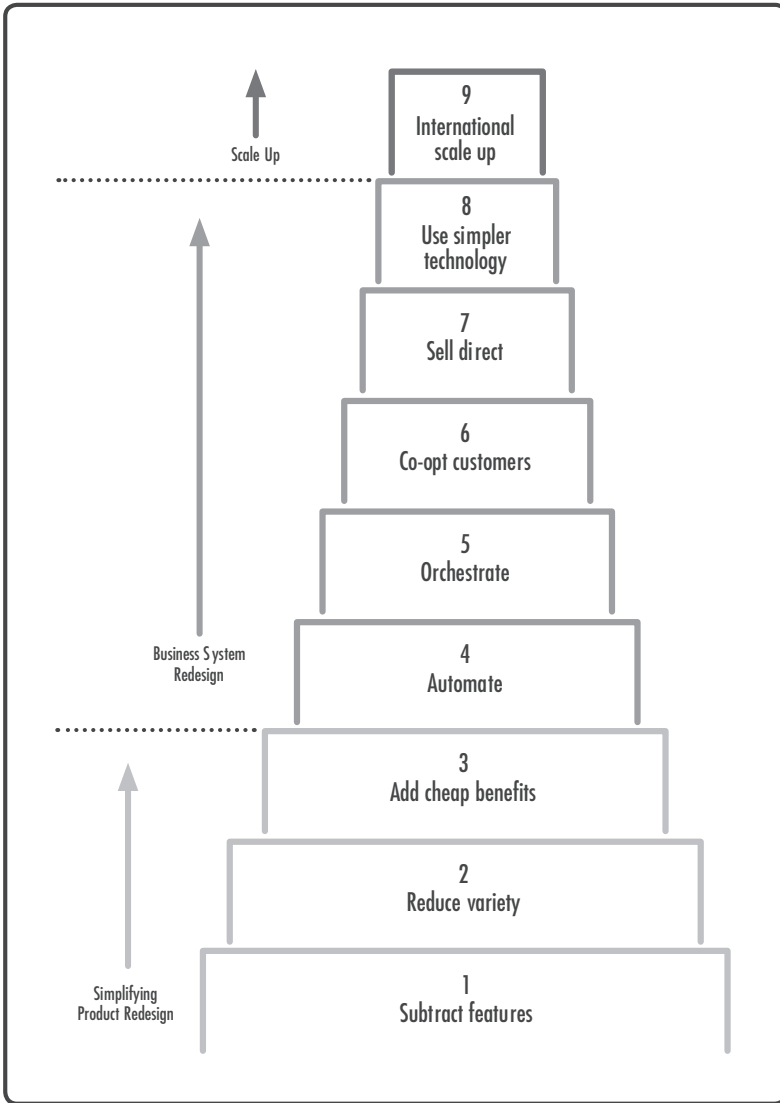 9
International
scale up
Scale Up
8
Use simpler
technology
7
Sell direct
6
Co-opt customers
5
Orchestrate
Business System
Redesign
4
Automate
3
Add cheap benefits
2
Reduce variety
Simplifying
Product Redesign
1
Subtract features